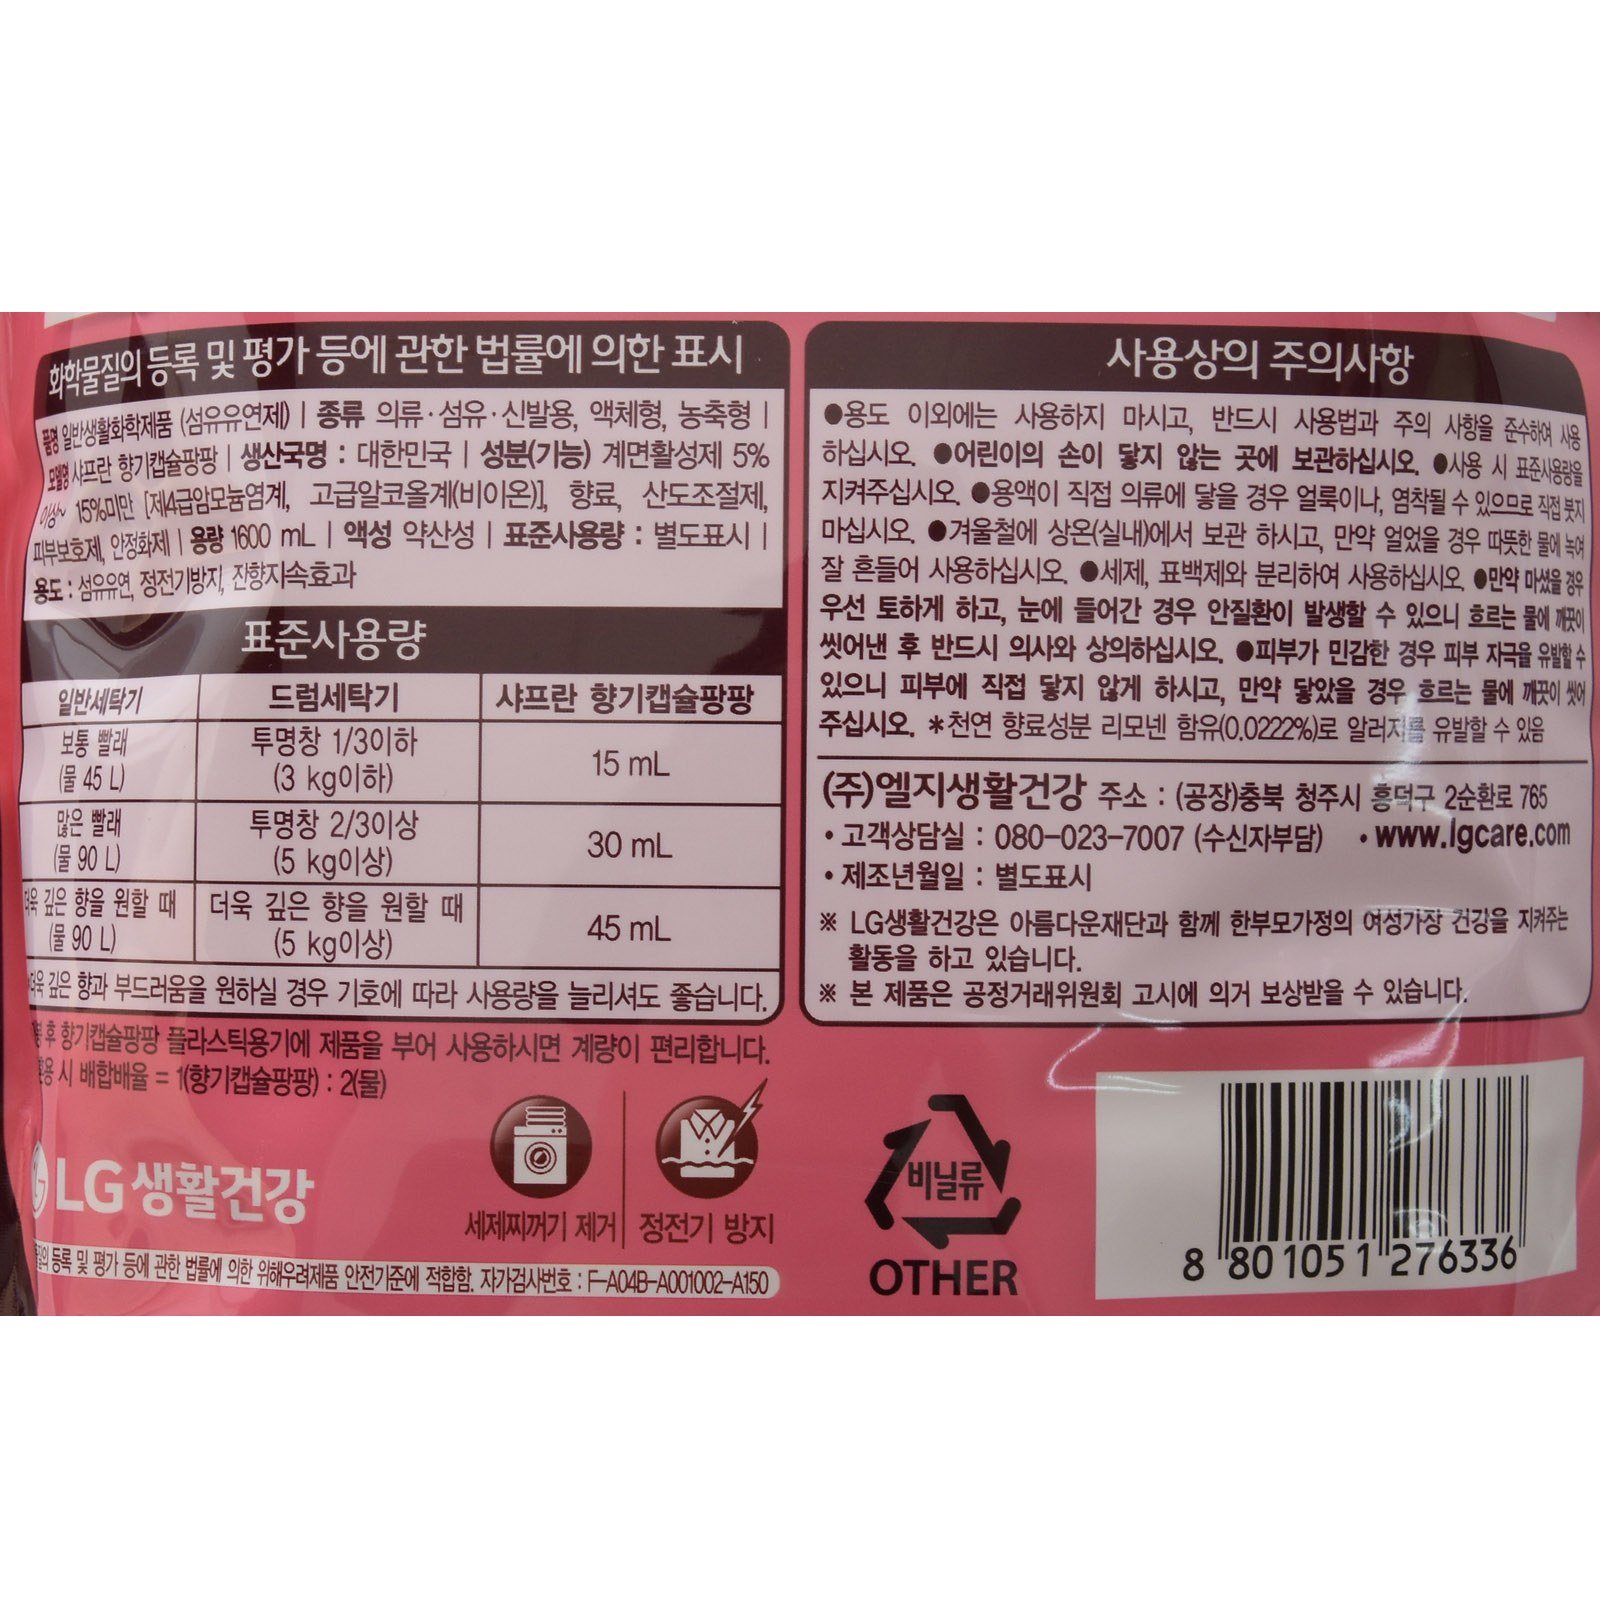 화학물질의 등록 및 평가 등에 관한 법률에 의한 표시
품명 일반생활화학제품 (섬유유연제) | 종류 의류·섬유·신발용, 액체형, 농축형 |
모델명 샤프란 향기캡슐팡팡 | 생산국명 : 대한민국 | 성분(기능) 계면활성제 5%
이상~ 15%미만 [제4급암모늄염계, 고급알코올계(비이온)], 향료, 산도조절제,
피부보호제, 안정화제 | 용량 1600 mL | 액성 약산성 | 표준사용량 : 별도표시 |
용도 : 섬유유연, 정전기방지, 잔향지속효과
표준사용량
일반세탁기 드럼세탁기 샤프란 향기캡슐팡팡
보통 빨래 투명창 1/3이하
15 mL
(물 45 L) (3 kg이하)
많은 빨래 투명창 2/3이상
30 mL
(물 90 L) (5 kg이상)
더욱 깊은 향을 원할 때 더욱 깊은 향을 원할 때
45 mL
(물 90 L) (5 kg이상)
더욱 깊은 향과 부드러움을 원하실 경우 기호에 따라 사용량을 늘리셔도 좋습니다.
후 향기캡슐팡팡 플라스틱용기에 제품을 부어 사용하시면 계량이 편리합니다.
시 배합배율 = 1(향기캡슐팡팡) : 2(물)
LG생활건강
세제찌꺼기 제거
정전기 방지
등록 및 평가 등에 관한 법률에 의한 위해우려제품 안전기준에 적합함. 자가검사번호 : F-A04B-A001002-A150
사용상의 주의사항
●용도 이외에는 사용하지 마시고, 반드시 사용법과 주의 사항을 준수하여 사용
하십시오. ●어린이의 손이 닿지 않는 곳에 보관하십시오. ●사용 시 표준사용량을
지켜주십시오. ●용액이 직접 의류에 닿을 경우 얼룩이나, 염착될 수 있으므로 직접 붓지
마십시오. ●겨울철에 상온(실내)에서 보관 하시고, 만약 얼었을 경우 따뜻한 물에 녹여
잘 흔들어 사용하십시오. ●세제, 표백제와 분리하여 사용하십시오. ●만약 마셨을 경우
우선 토하게 하고, 눈에 들어간 경우 안질환이 발생할 수 있으니 흐르는 물에 깨끗이
씻어낸 후 반드시 의사와 상의하십시오. ●피부가 민감한 경우 피부 자극을 유발할 수
있으니 피부에 직접 닿지 않게 하시고, 만약 닿았을 경우 흐르는 물에 깨끗이 씻어
주십시오. *천연 향료성분 리모넨 함유(0.0222%)로 알러지를 유발할 수 있음
(주)엘지생활건강 주소 : (공장)충북 청주시 흥덕구 2순환로 765
• 고객상담실 : 080-023-7007 (수신자부담) • www.lgcare.com
• 제조년월일 : 별도표시
※ LG생활건강은 아름다운재단과 함께 한부모가정의 여성가장 건강을 지켜주는
활동을 하고 있습니다.
※ 본 제품은 공정거래위원회 고시에 의거 보상받을 수 있습니다.
비닐류
OTHER
8 801051 276336